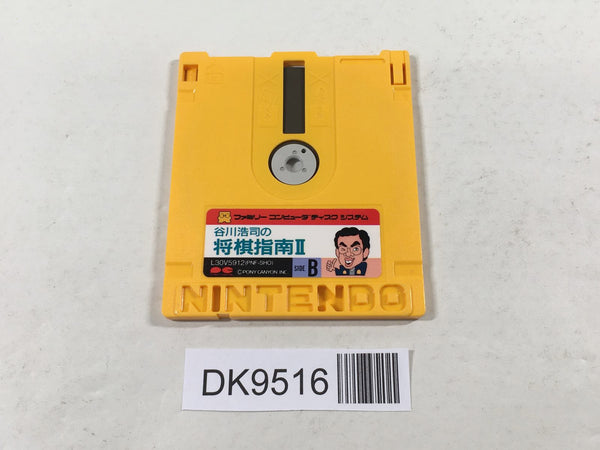 ファミリー コンピュータ ディスク システム
谷川浩司の
将棋指南II
L30V5912(PNF-SHO)
©PONY CANYON INC.
SIDE B
NINTENDO
DK9516